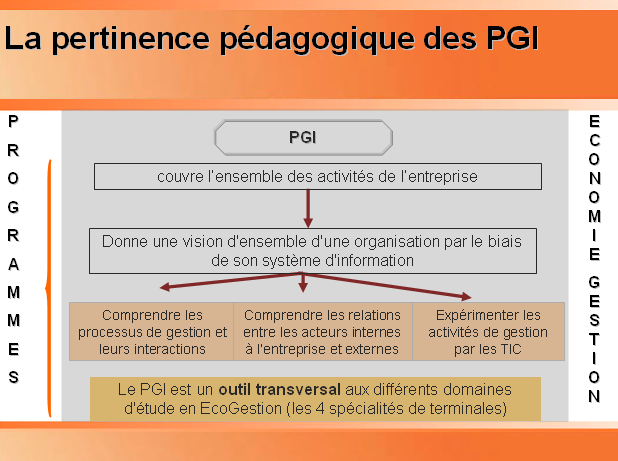 La pertinence pédagogique des PGI
PROGRAMMES
PGI
couvre l'ensemble des activités de l'entreprise
Donne une vision d'ensemble d'une organisation par le biais
de son système d'information
Comprendre les
processus de gestion et
leurs interactions
Comprendre les relations
entre les acteurs internes
à l'entreprise et externes
Expérimenter les
activités de gestion
par les TIC
Le PGI est un outil transversal aux différents domaines
d'étude en EcoGestion (les 4 spécialités de terminales)
ECONOMIE GESTION